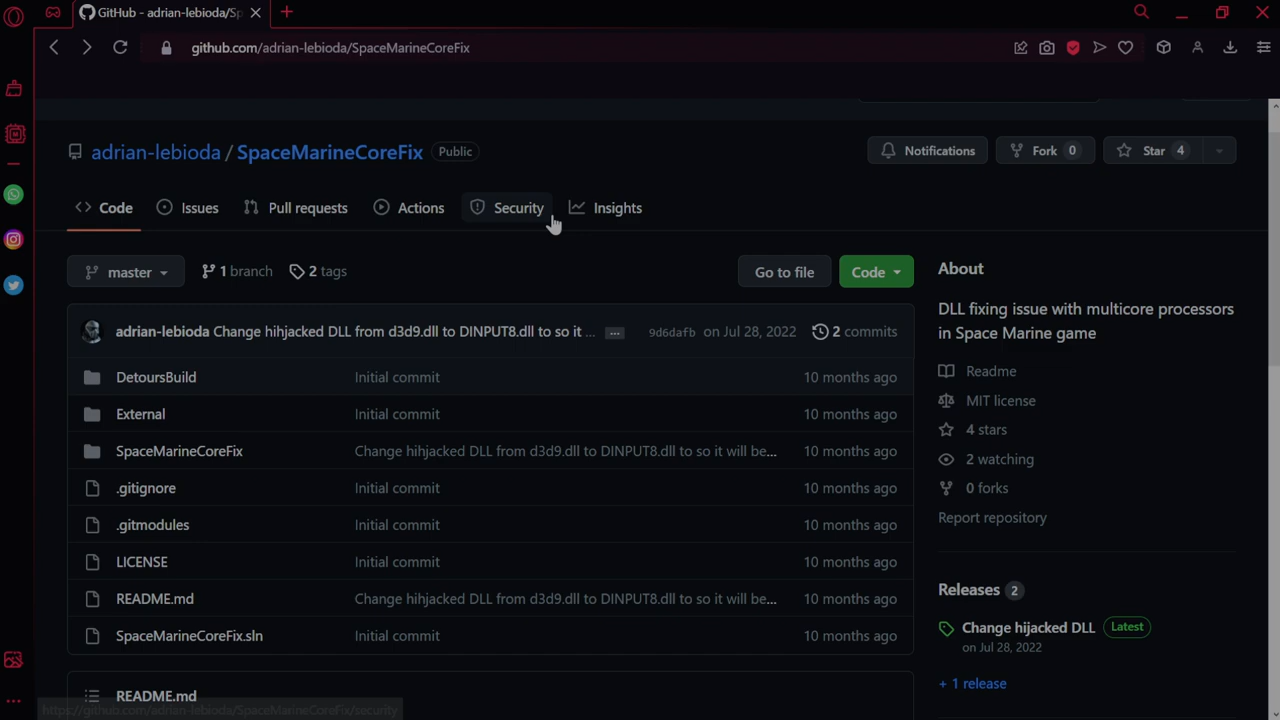 GitHub - adrian-lebioda/Sp
github.com/adrian-lebioda/SpaceMarineCoreFix
adrian-lebioda / SpaceMarineCoreFix Public
Notifications
Fork 0
Star 4
Code
Issues
Pull requests
Actions
Security
Insights
master
1 branch
2 tags
Go to file
Code
adrian-lebioda Change hihjacked DLL from d3d9.dll to DINPUT8.dll to so it ... ... 9d6dafb on Jul 28, 2022 2 commits
DetoursBuild Initial commit 10 months ago
External Initial commit 10 months ago
SpaceMarineCoreFix Change hihjacked DLL from d3d9.dll to DINPUT8.dll to so it will be... 10 months ago
.gitignore Initial commit 10 months ago
.gitmodules Initial commit 10 months ago
LICENSE Initial commit 10 months ago
README.md Change hihjacked DLL from d3d9.dll to DINPUT8.dll to so it will be... 10 months ago
SpaceMarineCoreFix.sln Initial commit 10 months ago
README.md
About
DLL fixing issue with multicore processors
in Space Marine game
Readme
MIT license
4 stars
2 watching
0 forks
Report repository
Releases 2
Change hijacked DLL Latest
on Jul 28, 2022
+ 1 release
https://github.com/adrian-lebioda/SpaceMarineCoreFix/security